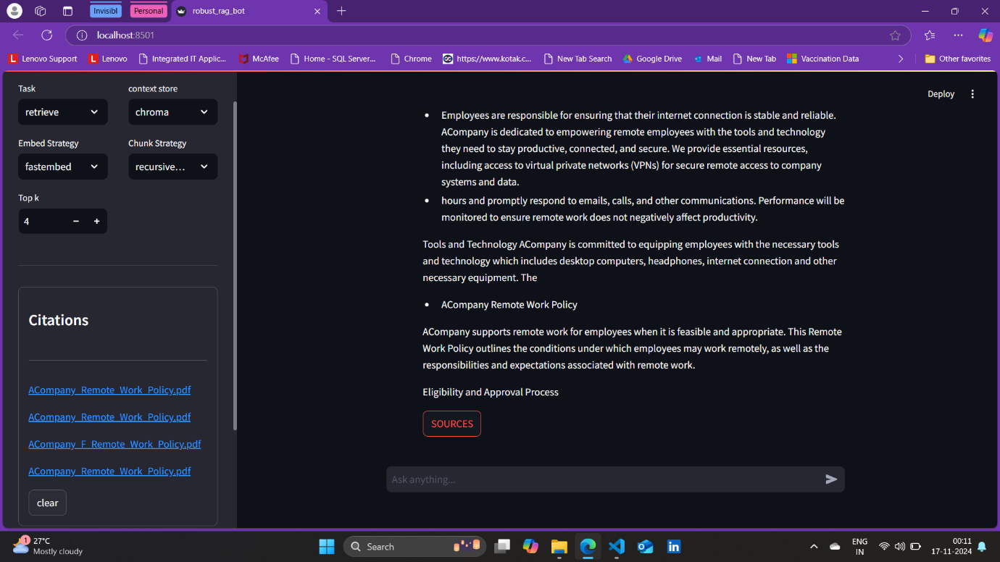 Invisibl
Personal
robust_rag_bot
localhost:8501
Lenovo Support
Lenovo
Integrated IT Applic...
McAfee
Home - SQL Server...
Chrome
https://www.kotak.c...
New Tab Search
Google Drive
Mail
New Tab
Vaccination Data
Other favorites
Task
context store
retrieve
chroma
Embed Strategy
Chunk Strategy
fastembed
recursive...
Top k
4
Citations
ACompany_Remote_Work_Policy.pdf
ACompany_Remote_Work_Policy.pdf
ACompany_F_Remote_Work_Policy.pdf
ACompany_Remote_Work_Policy.pdf
clear
Deploy
• Employees are responsible for ensuring that their internet connection is stable and reliable.
ACompany is dedicated to empowering remote employees with the tools and technology
they need to stay productive, connected, and secure. We provide essential resources,
including access to virtual private networks (VPNs) for secure remote access to company
systems and data.
• hours and promptly respond to emails, calls, and other communications. Performance will be
monitored to ensure remote work does not negatively affect productivity.
Tools and Technology ACompany is committed to equipping employees with the necessary tools
and technology which includes desktop computers, headphones, internet connection and other
necessary equipment. The
• ACompany Remote Work Policy
ACompany supports remote work for employees when it is feasible and appropriate. This Remote
Work Policy outlines the conditions under which employees may work remotely, as well as the
responsibilities and expectations associated with remote work.
Eligibility and Approval Process
SOURCES
Ask anything...
1
27°C
Mostly cloudy
Search
ENG
IN
00:11
17-11-2024